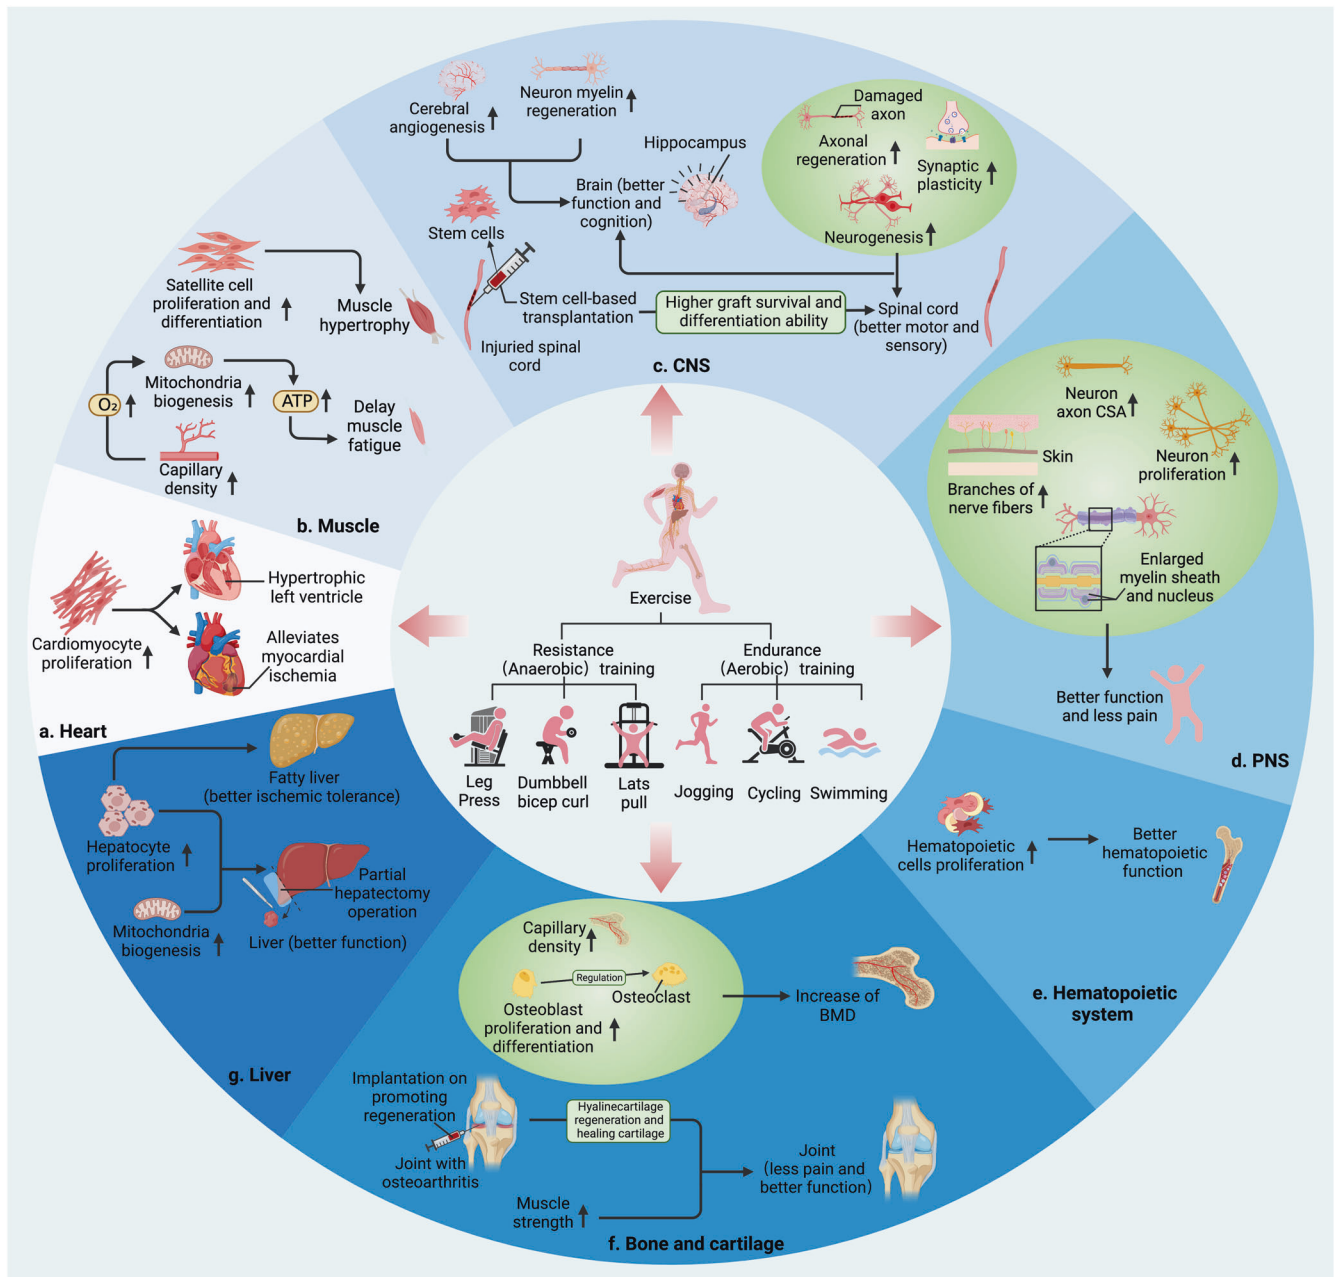 Cerebral
angiogenesis
Neuron myelin
regeneration
Hippocampus
Brain (better
function and
cognition)
Damaged
axon
Axonal
regeneration
Synaptic
plasticity
Neurogenesis
Stem cells
Stem cell-based
transplantation
Injuried spinal
cord
Higher graft survival and
differentiation ability
Spinal cord
(better motor and
sensory)
c. CNS
Satellite cell
proliferation and
differentiation
Muscle
hypertrophy
Mitochondria
biogenesis
O₂
ATP
Delay
muscle
fatigue
Capillary
density
b. Muscle
Neuron
axon CSA
Skin
Branches of
nerve fibers
Neuron
proliferation
Enlarged
myelin sheath
and nucleus
Better function
and less pain
d. PNS
Cardiomyocyte
proliferation
Hypertrophic
left ventricle
Alleviates
myocardial
ischemia
a. Heart
Exercise
Resistance
(Anaerobic) training
Endurance
(Aerobic) training
Leg
Press
Dumbbell
bicep curl
Lats
pull
Jogging
Cycling
Swimming
Fatty liver
(better ischemic tolerance)
Hepatocyte
proliferation
Partial
hepatectomy
operation
Mitochondria
biogenesis
Liver (better function)
g. Liver
Hematopoietic
cells proliferation
Better
hematopoietic
function
e. Hematopoietic
system
Capillary
density
Regulation
Osteoclast
Osteoblast
proliferation and
differentiation
Increase of
BMD
Implantation on
promoting
regeneration
Joint with
osteoarthritis
Hyalinecartilage
regeneration and
healing cartilage
Muscle
strength
Joint
(less pain and
better function)
f. Bone and cartilage